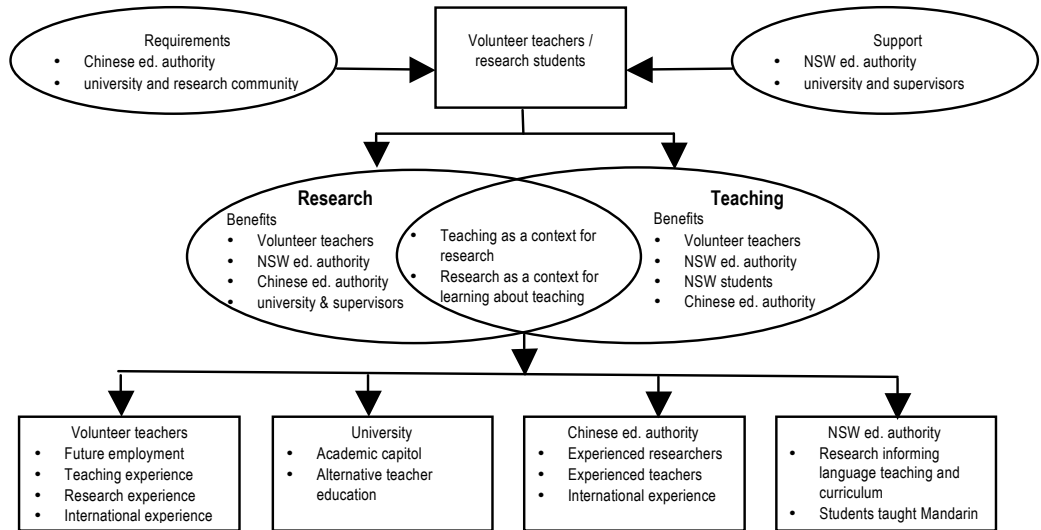 Requirements
• Chinese ed. authority
• university and research community
Volunteer teachers /
research students
Support
• NSW ed. authority
• university and supervisors
Research
Benefits
• Volunteer teachers
• NSW ed. authority
• Chinese ed. authority
• university & supervisors
• Teaching as a context for
research
• Research as a context for
learning about teaching
Teaching
Benefits
• Volunteer teachers
• NSW ed. authority
• NSW students
• Chinese ed. authority
Volunteer teachers
• Future employment
• Teaching experience
• Research experience
• International experience
University
• Academic capitol
• Alternative teacher
education
Chinese ed. authority
• Experienced researchers
• Experienced teachers
• International experience
NSW ed. authority
• Research informing
language teaching and
curriculum
• Students taught Mandarin